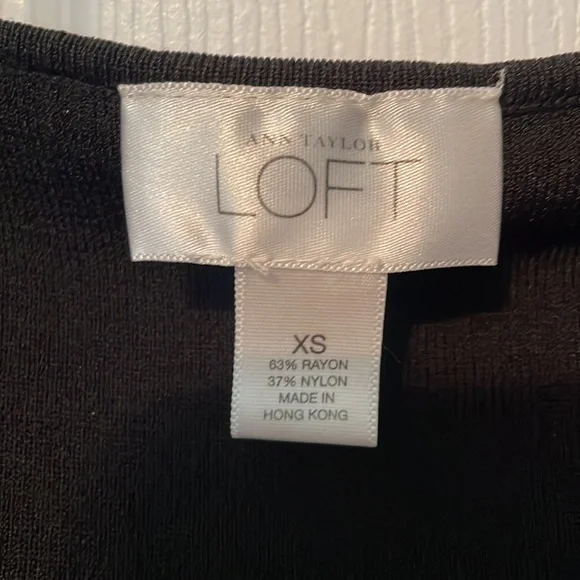 ANN TAYLOR
LOFT
XS
63% RAYON
37% NYLON
MADE IN
HONG KONG